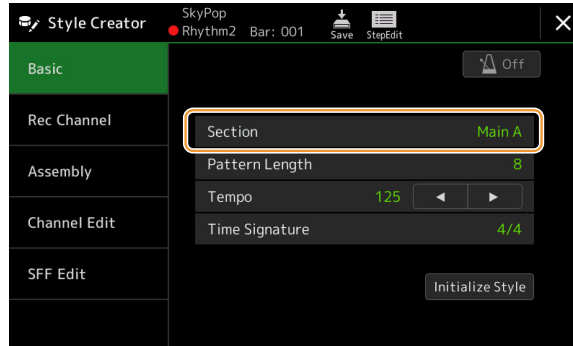 Style Creator
SkyPop
Rhythm2 Bar: 001
Save
StepEdit
Basic
Off
Rec Channel
Section Main A
Assembly
Pattern Length 8
Tempo 125
Channel Edit
Time Signature 4/4
SFF Edit
Initialize Style